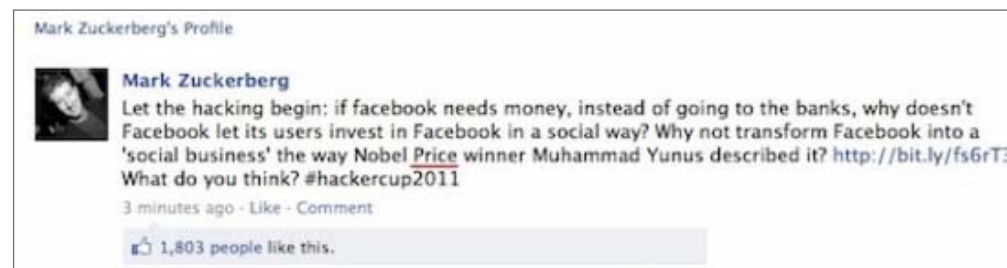 Mark Zuckerberg's Profile
Mark Zuckerberg
Let the hacking begin: if facebook needs money, instead of going to the banks, why doesn't
Facebook let its users invest in Facebook in a social way? Why not transform Facebook into a
'social business' the way Nobel Price winner Muhammad Yunus described it? http://bit.ly/fs6rT3
What do you think? #hackercup2011
3 minutes ago · Like · Comment
1,803 people like this.